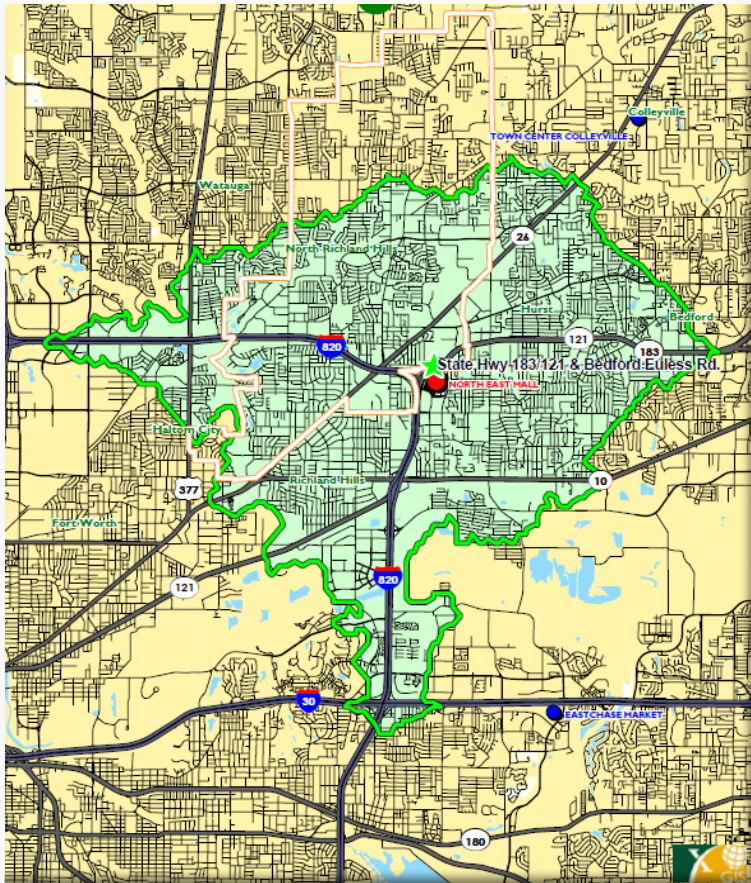 Colleyville
TOWN CENTER COLLEYVILLE
Watauga
26
North Richland Hills
Hurst
Bedford
121
820
183
State Hwy 183/121 & Bedford Euless Rd.
NORTH EAST MALL
Haltom City
Richland Hills
10
377
Fort Worth
820
121
30
EASTCHASE MARKET
180
X
GIS